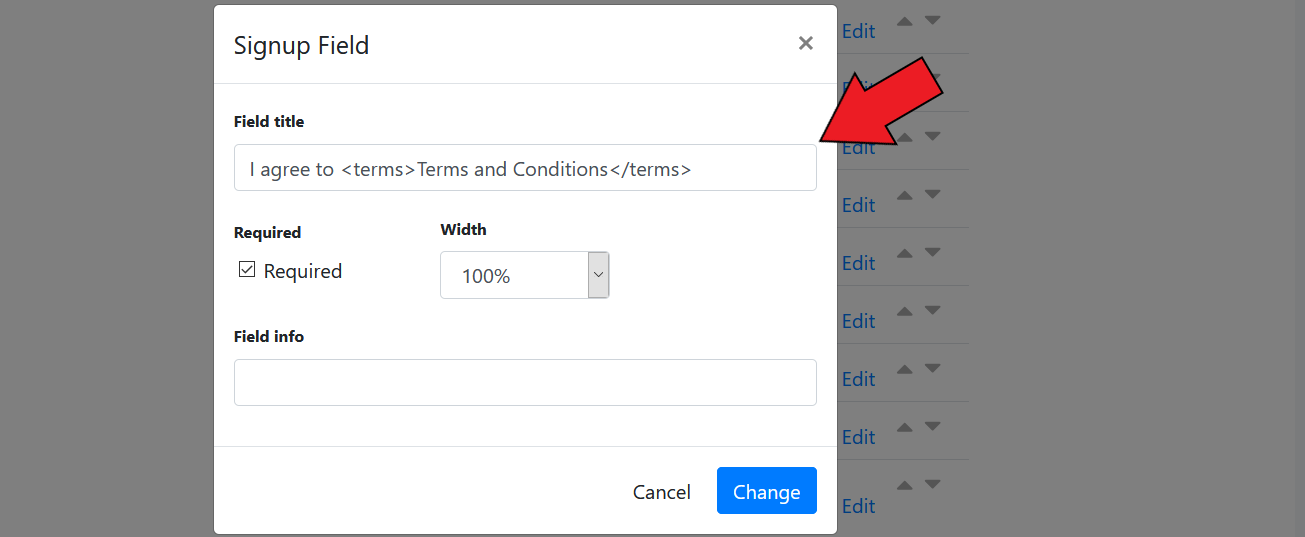 Signup Field
×
Edit
Field title
Edit
I agree to <terms>Terms and Conditions</terms>
Edit
Required
Width
Required
100%
Edit
Edit
Field info
Edit
Edit
Cancel
Change
Edit